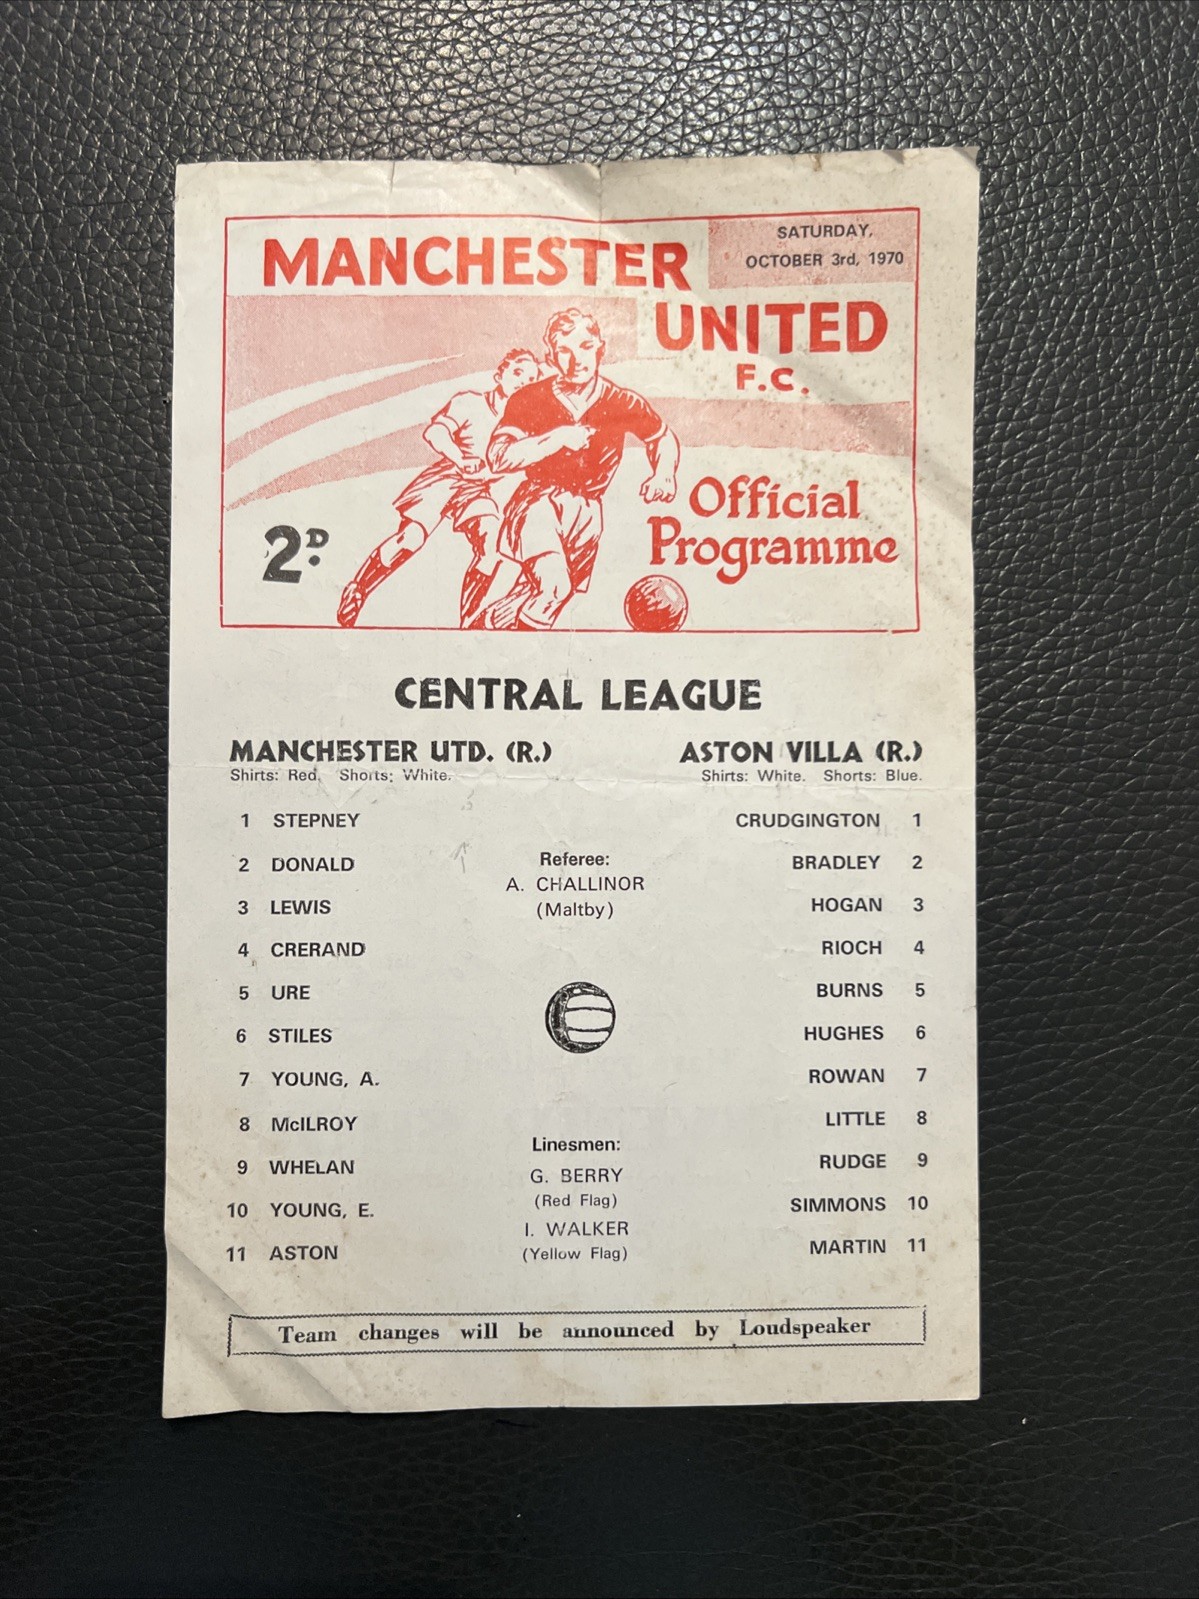 SATURDAY,
OCTOBER 3rd, 1970
MANCHESTER
UNITED
F.C.
Official
Programme
2D.
CENTRAL LEAGUE
MANCHESTER UTD. (R.) ASTON VILLA (R.)
Shirts: Red. Shorts: White. Shirts: White. Shorts: Blue.
1 STEPNEY CRUDGINGTON 1
2 DONALD BRADLEY 2
3 LEWIS HOGAN 3
4 CRERAND RIOCH 4
5 URE BURNS 5
6 STILES HUGHES 6
7 YOUNG, A. ROWAN 7
8 McILROY LITTLE 8
9 WHELAN RUDGE 9
10 YOUNG, E. SIMMONS 10
11 ASTON MARTIN 11
Referee:
A. CHALLINOR
(Maltby)
Linesmen:
G. BERRY
(Red Flag)
I. WALKER
(Yellow Flag)
Team changes will be announced by Loudspeaker